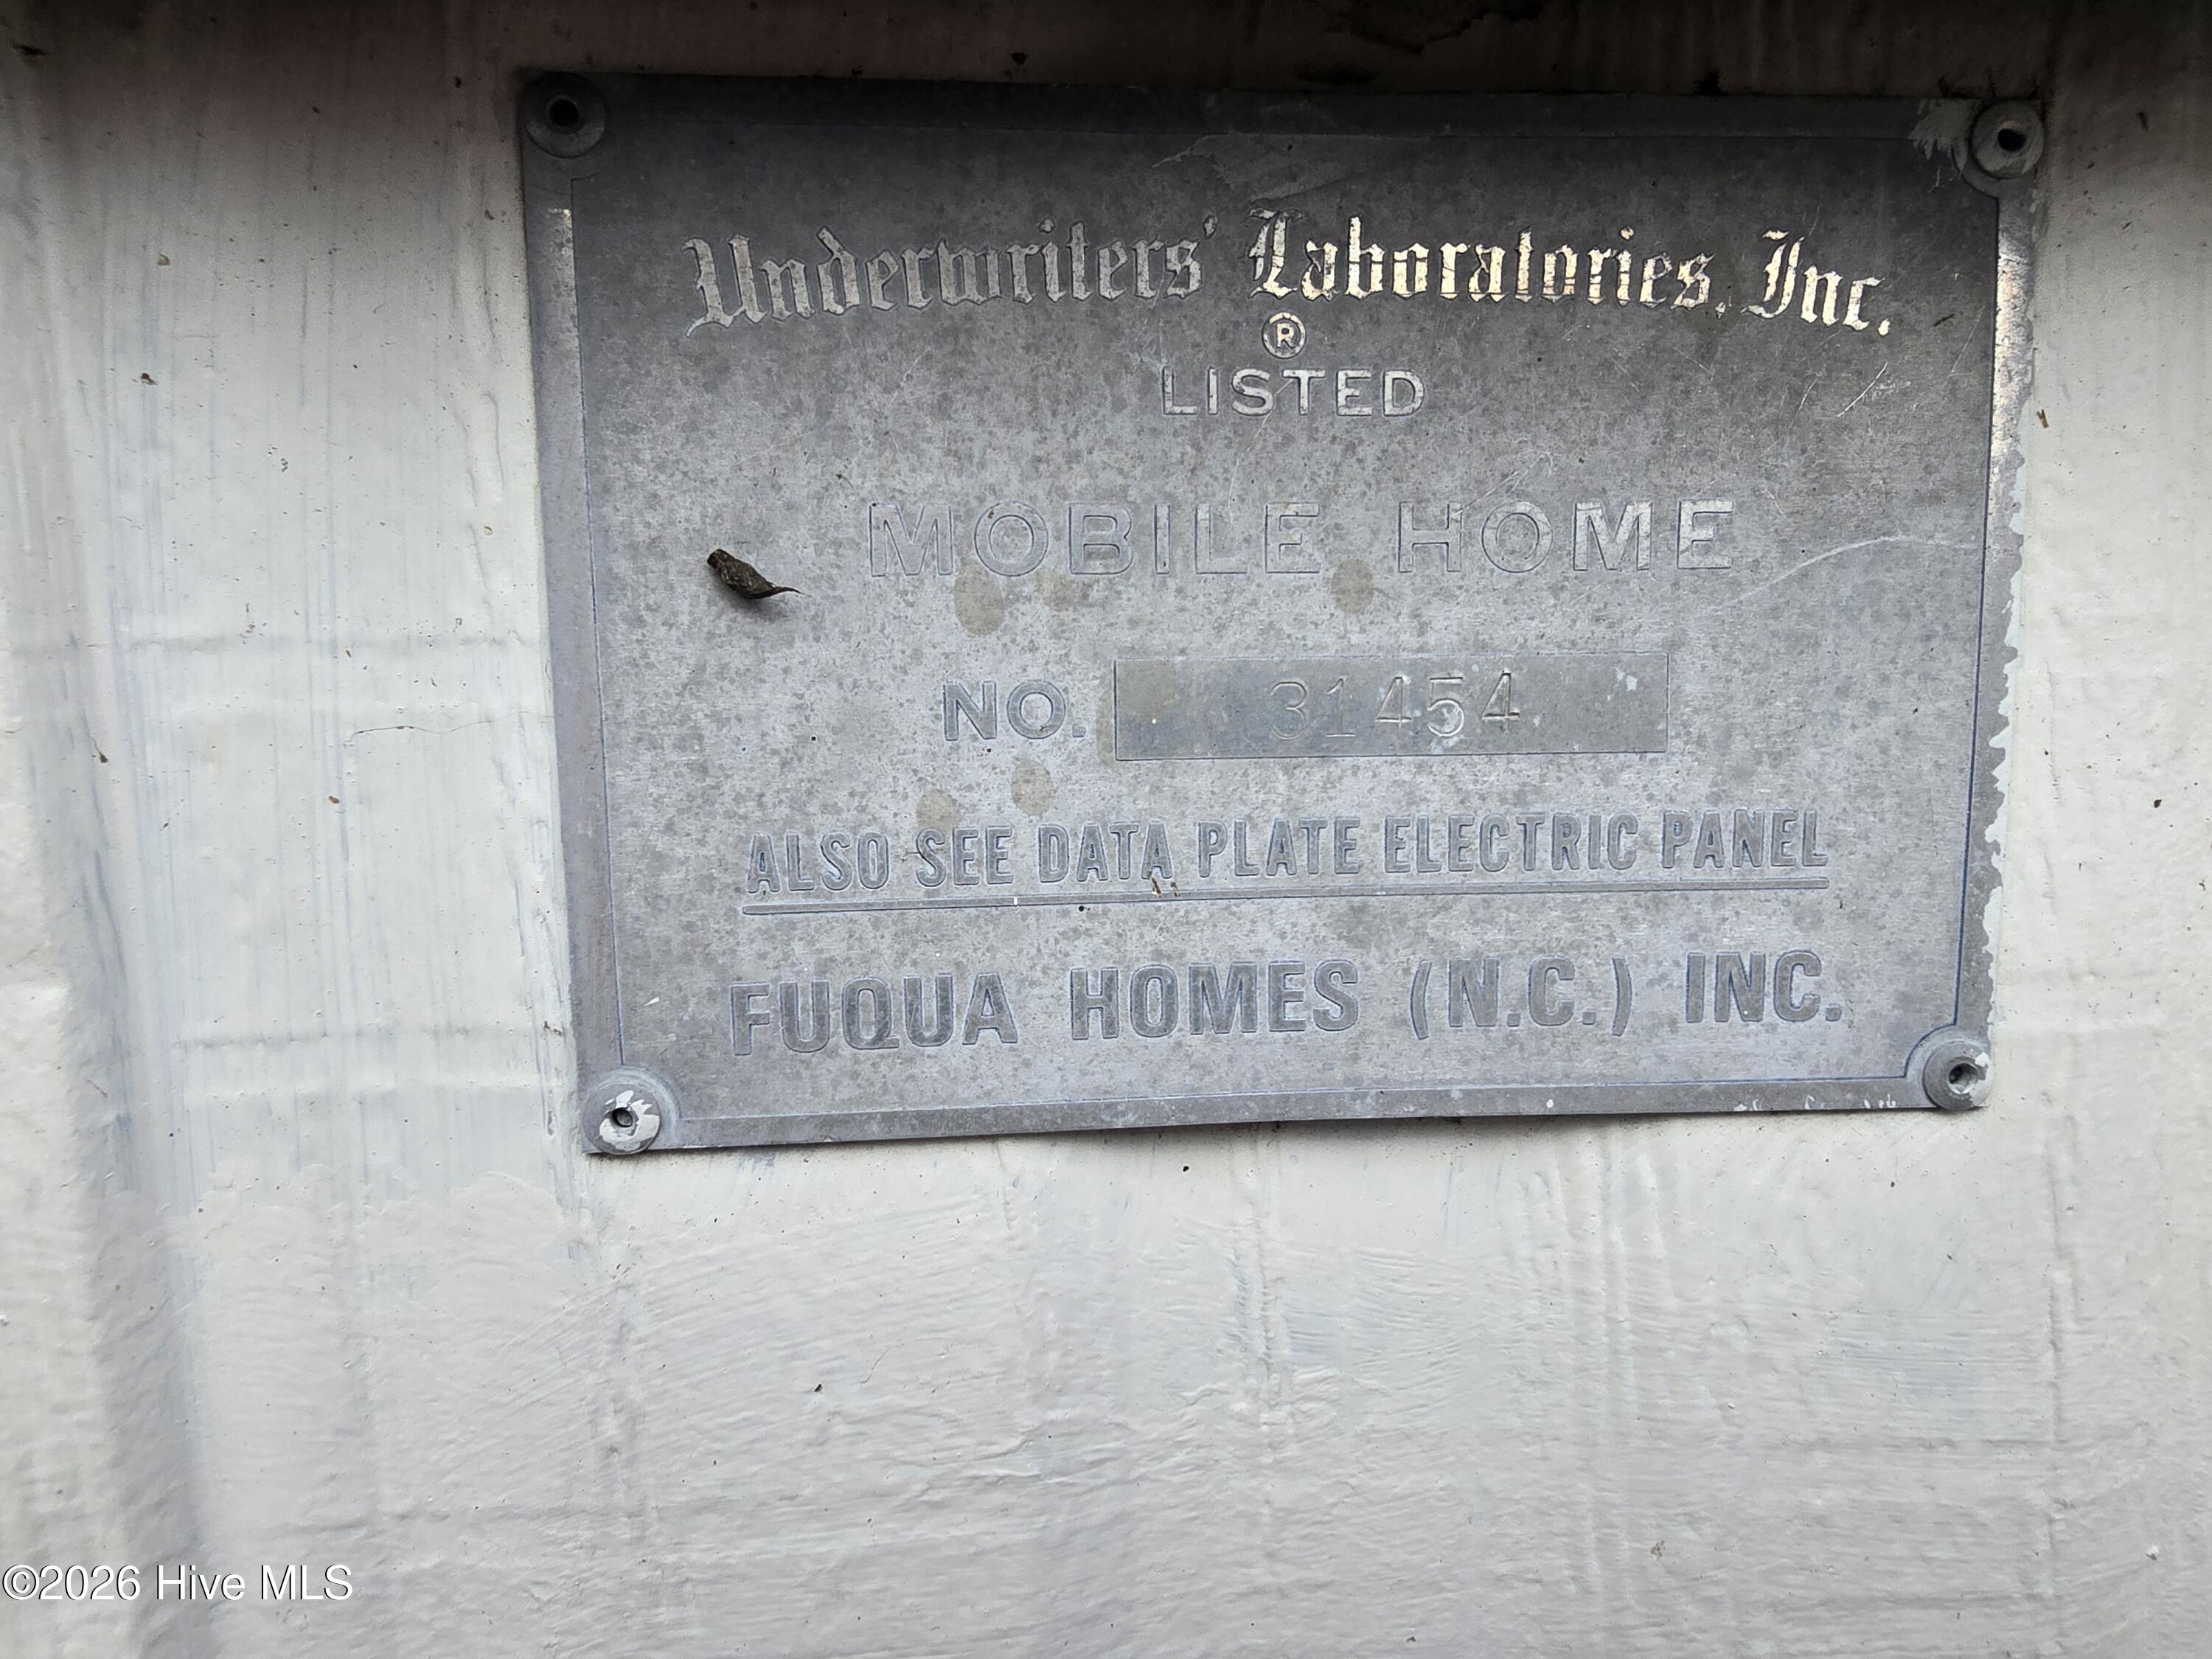 Underwriters' Laboratories, Inc.
®
LISTED
MOBILE HOME
NO. 31454
ALSO SEE DATA PLATE ELECTRIC PANEL
FUQUA HOMES (N.C.) INC.
©2026 Hive MLS